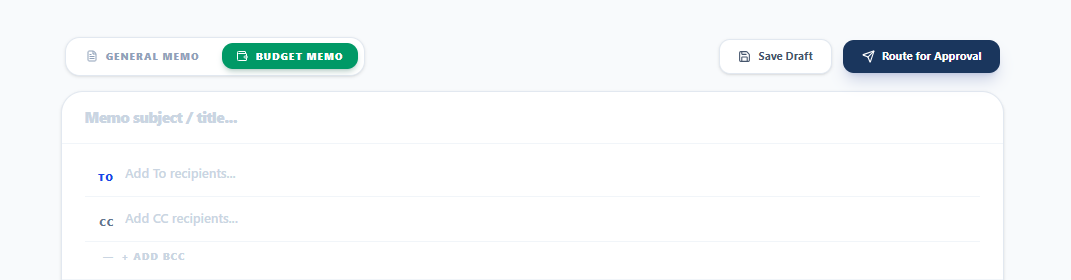 GENERAL MEMO
BUDGET MEMO
Save Draft
Route for Approval
Memo subject / title...
TO Add To recipients...
CC Add CC recipients...
— + ADD BCC